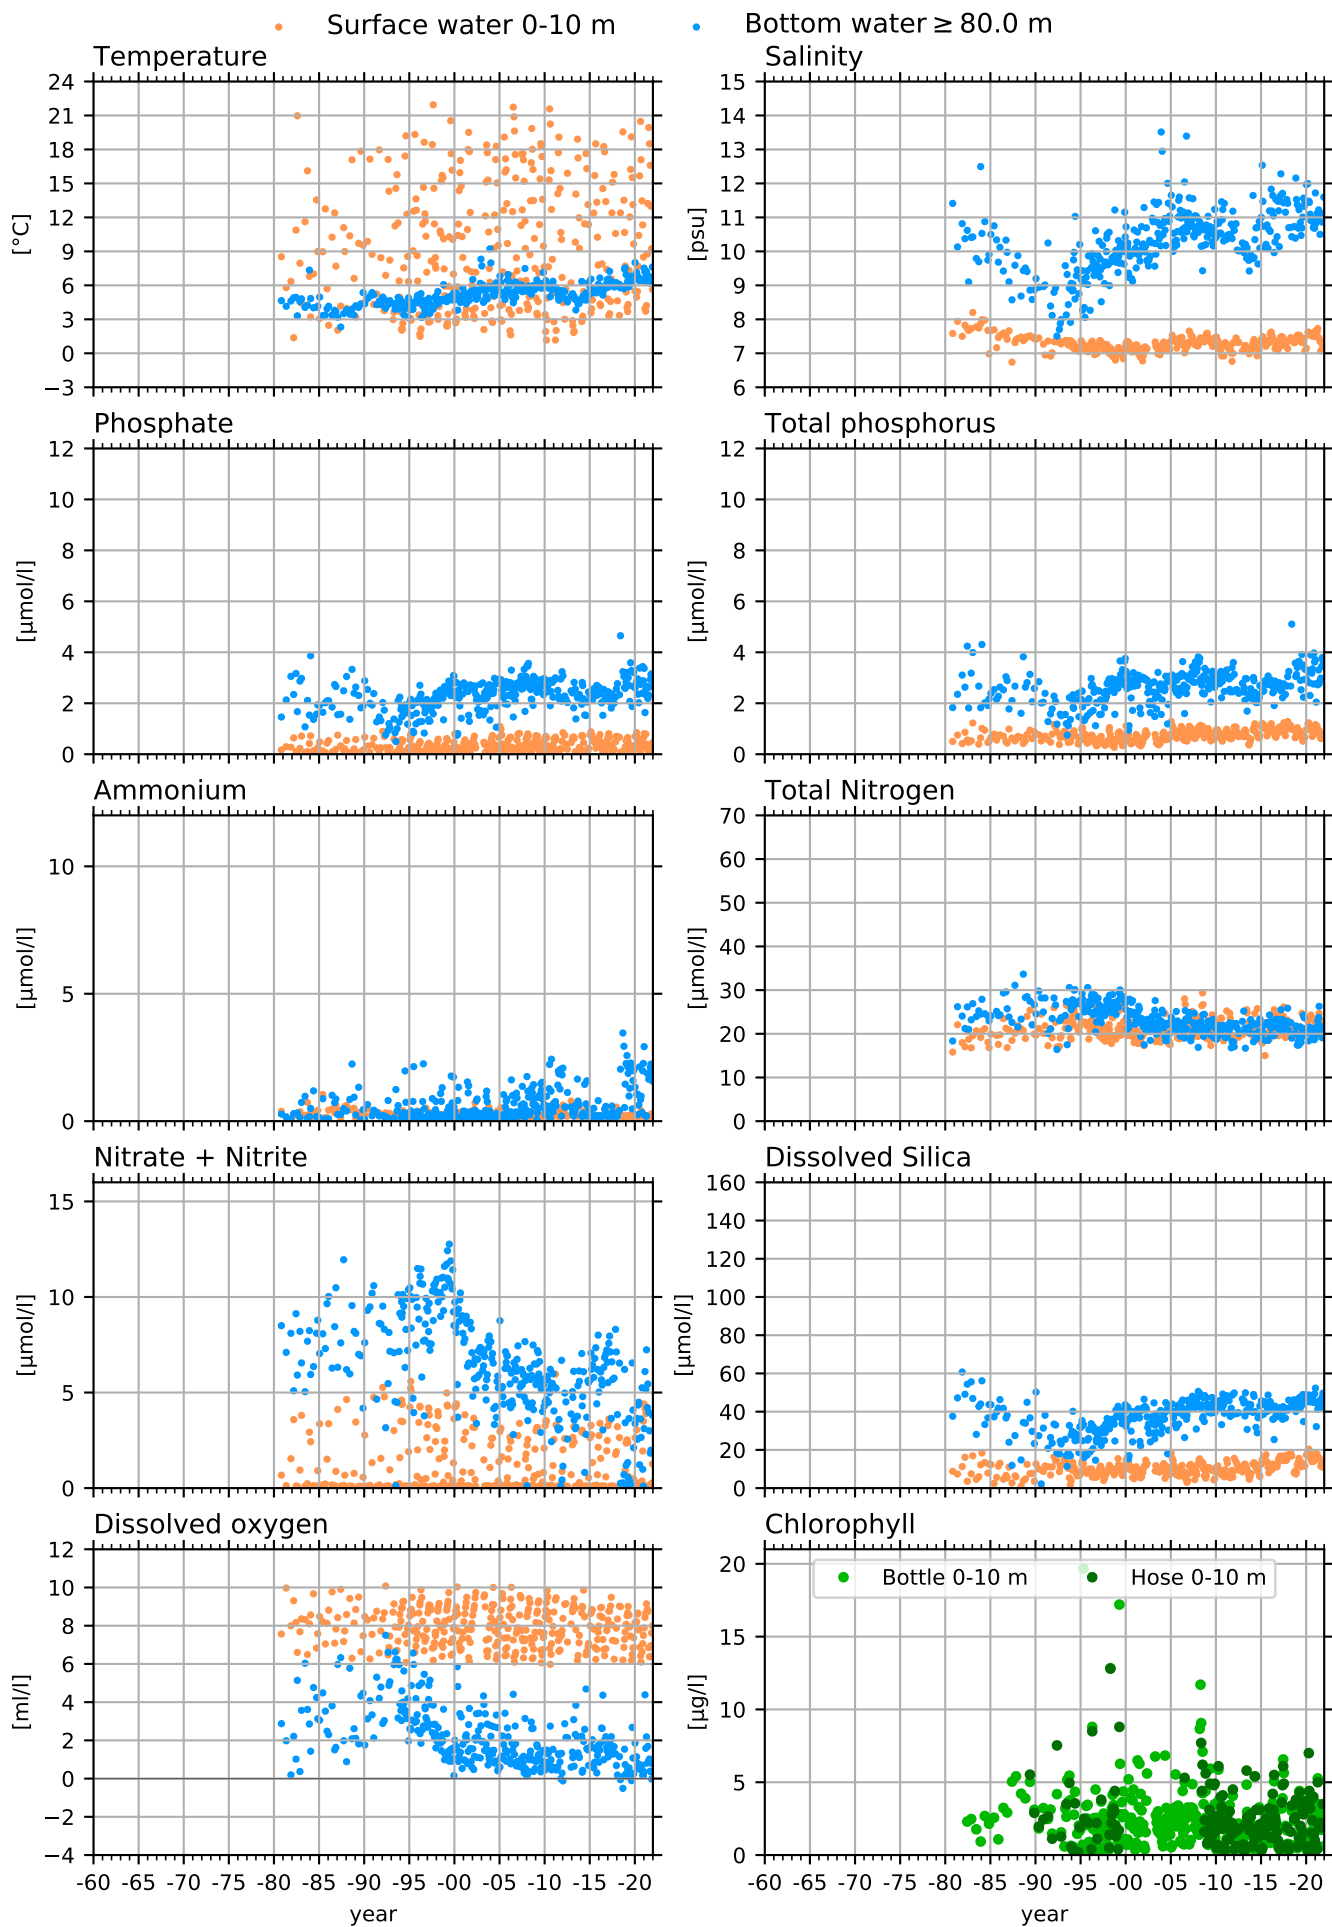 Surface water 0-10 m
Bottom water ≥ 80.0 m
Temperature
24
21
18
15
12
9
6
3
0
−3
[°C]
Salinity
15
14
13
12
11
10
9
8
7
6
[psu]
Phosphate
12
10
8
6
4
2
0
[µmol/l]
Total phosphorus
12
10
8
6
4
2
0
[µmol/l]
Ammonium
10
5
0
[µmol/l]
Total Nitrogen
70
60
50
40
30
20
10
0
[µmol/l]
Nitrate + Nitrite
15
10
5
0
[µmol/l]
Dissolved Silica
160
140
120
100
80
60
40
20
0
[µmol/l]
Dissolved oxygen
12
10
8
6
4
2
0
−2
−4
[ml/l]
-60 -65 -70 -75 -80 -85 -90 -95 -00 -05 -10 -15 -20
year
Chlorophyll
Bottle 0-10 m
Hose 0-10 m
20
15
10
5
0
[µg/l]
-60 -65 -70 -75 -80 -85 -90 -95 -00 -05 -10 -15 -20
year